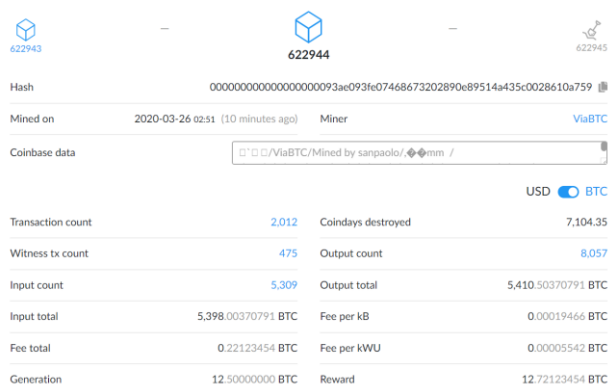 622943 — 622944 — 622945
Hash 000000000000000000093ae093fe07468673202890e89514a435c0028610a759
Mined on 2020-03-26 02:51 (10 minutes ago) Miner ViaBTC
Coinbase data □`□ □/ViaBTC/Mined by sanpaolo/,��mm /
USD BTC
Transaction count 2,012 Coindays destroyed 7,104.35
Witness tx count 475 Output count 8,057
Input count 5,309 Output total 5,410.50370791 BTC
Input total 5,398.00370791 BTC Fee per kB 0.00019466 BTC
Fee total 0.22123454 BTC Fee per kWU 0.00005542 BTC
Generation 12.50000000 BTC Reward 12.72123454 BTC